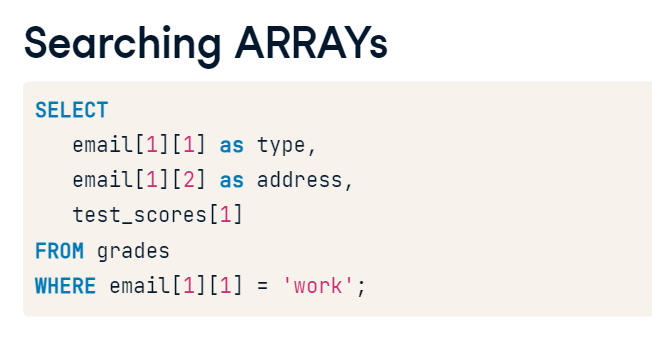 Searching ARRAYs
SELECT
email[1][1] as type,
email[1][2] as address,
test_scores[1]
FROM grades
WHERE email[1][1] = 'work';